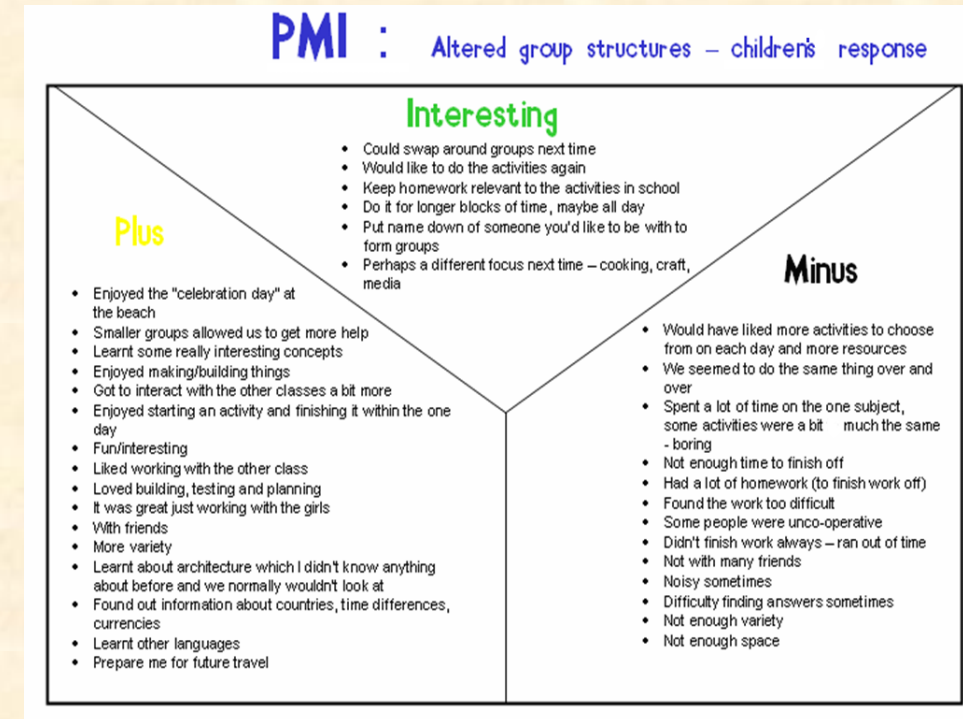 PMI : Altered group structures – children's response
Interesting
• Could swap around groups next time
• Would like to do the activities again
• Keep homework relevant to the activities in school
• Do it for longer blocks of time, maybe all day
• Put name down of someone you'd like to be with to
form groups
• Perhaps a different focus next time – cooking, craft,
media
Plus
• Enjoyed the "celebration day" at
the beach
• Smaller groups allowed us to get more help
• Learnt some really interesting concepts
• Enjoyed making/building things
• Got to interact with the other classes a bit more
• Enjoyed starting an activity and finishing it within the one
day
• Fun/interesting
• Liked working with the other class
• Loved building, testing and planning
• It was great just working with the girls
• With friends
• More variety
• Learnt about architecture which I didn't know anything
about before and we normally wouldn't look at
• Found out information about countries, time differences,
currencies
• Learnt other languages
• Prepare me for future travel
Minus
• Would have liked more activities to choose
from on each day and more resources
• We seemed to do the same thing over and
over
• Spent a lot of time on the one subject,
some activities were a bit much the same
- boring
• Not enough time to finish off
• Had a lot of homework (to finish work off)
• Found the work too difficult
• Some people were unco-operative
• Didn't finish work always – ran out of time
• Not with many friends
• Noisy sometimes
• Difficulty finding answers sometimes
• Not enough variety
• Not enough space